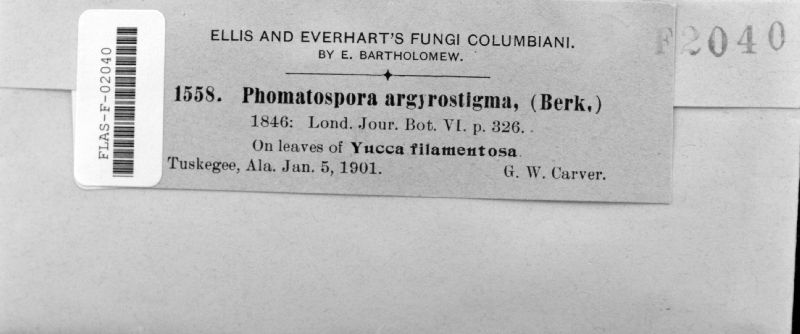 ELLIS AND EVERHART'S FUNGI COLUMBIANI.
BY E. BARTHOLOMEW.
F2040
FLAS-F-02040
1558. Phomatospora argyrostigma, (Berk.)
1846: Lond. Jour. Bot. VI. p. 326.
On leaves of Yucca filamentosa.
Tuskegee, Ala. Jan. 5, 1901. G. W. Carver.